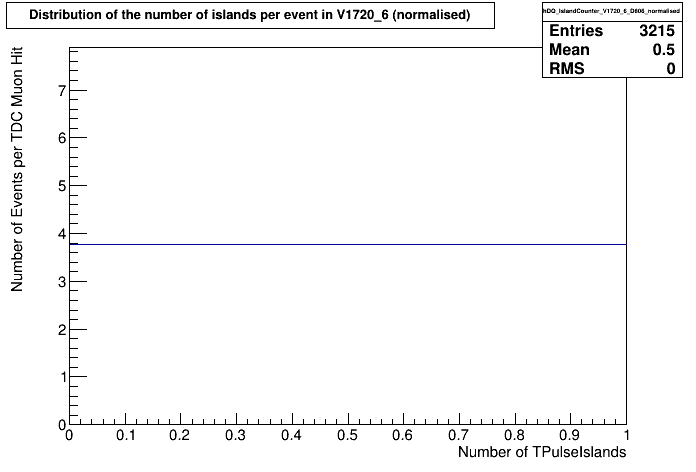 Distribution of the number of islands per event in V1720_6 (normalised)
hDQ_IslandCounter_V1720_6_D606_normalised
Entries 3215
Mean 0.5
RMS 0
Number of Events per TDC Muon Hit
7
6
5
4
3
2
1
0
0 0.1 0.2 0.3 0.4 0.5 0.6 0.7 0.8 0.9 1
Number of TPulseIslands